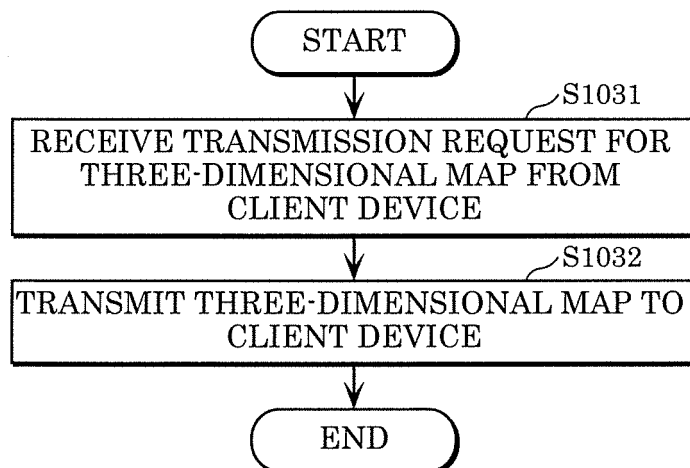 START
S1031
RECEIVE TRANSMISSION REQUEST FOR
THREE-DIMENSIONAL MAP FROM
CLIENT DEVICE
S1032
TRANSMIT THREE-DIMENSIONAL MAP TO
CLIENT DEVICE
END